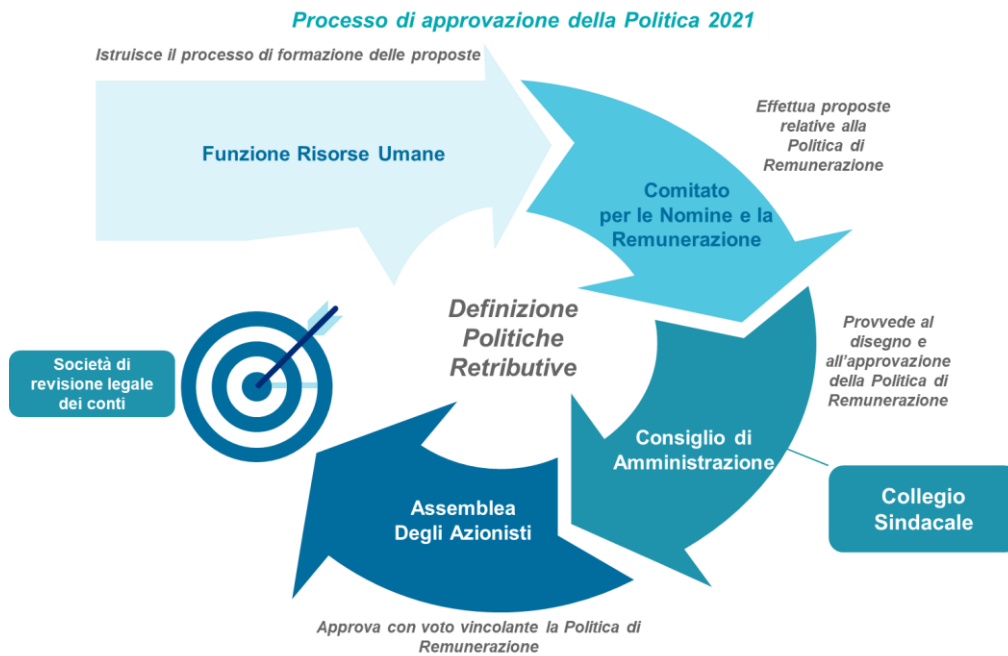 Processo di approvazione della Politica 2021
Istruisce il processo di formazione delle proposte
Funzione Risorse Umane
Effettua proposte
relative alla
Politica di
Remunerazione
Comitato
per le Nomine e la
Remunerazione
Definizione
Politiche
Retributive
Provvede al
disegno e
all'approvazione
della Politica di
Remunerazione
Società di
revisione legale
dei conti
Consiglio di
Amministrazione
Collegio
Sindacale
Assemblea
Degli Azionisti
Approva con voto vincolante la Politica di
Remunerazione